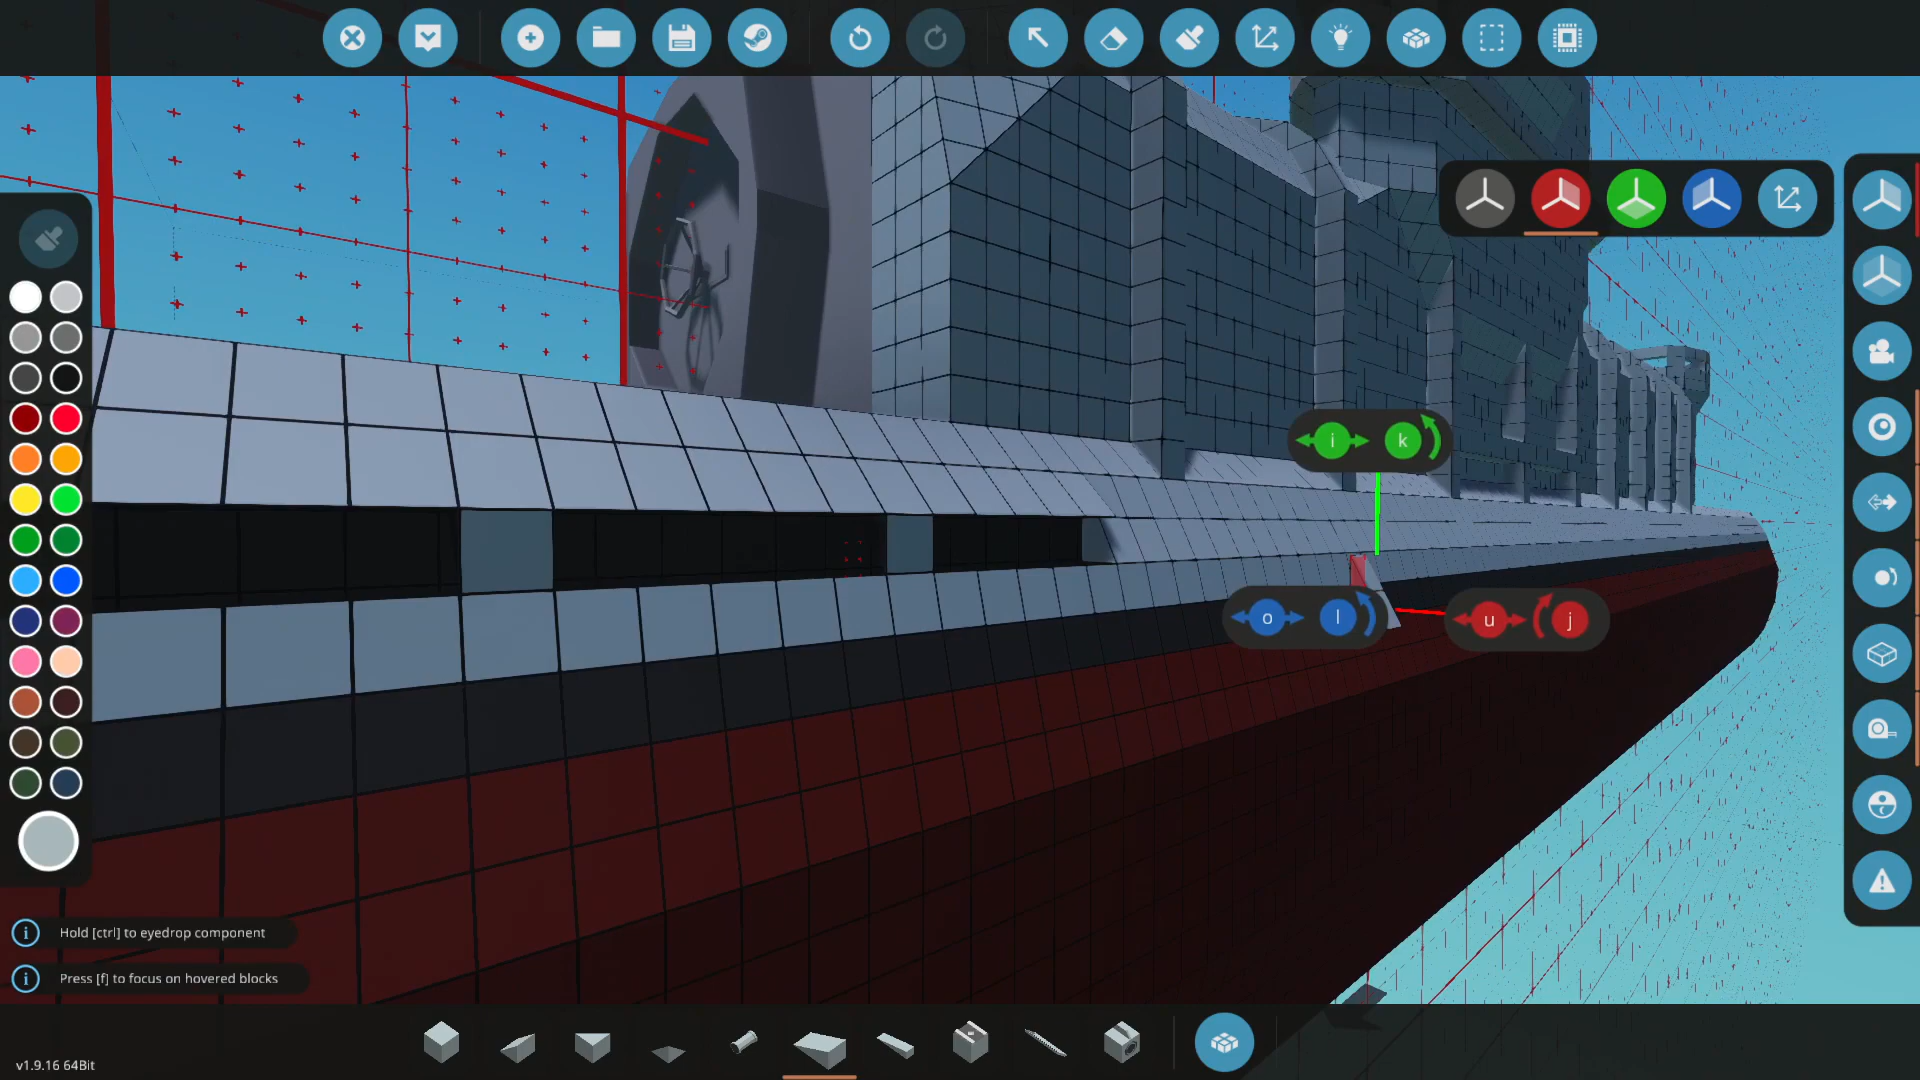 i
k
o
l
u
j
Hold [ctrl] to eyedrop component
Press [f] to focus on hovered blocks
v1.9.16 64Bit